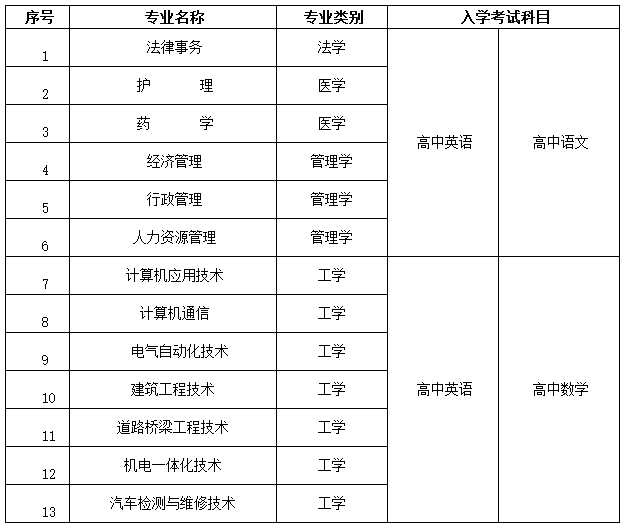 序号 专业名称 专业类别 入学考试科目
1 法律事务 法学
2 护 理 医学
3 药 学 医学
高中英语 高中语文
4 经济管理 管理学
5 行政管理 管理学
6 人力资源管理 管理学
7 计算机应用技术 工学
8 计算机通信 工学
9 电气自动化技术 工学
10 建筑工程技术 工学 高中英语 高中数学
11 道路桥梁工程技术 工学
12 机电一体化技术 工学
13 汽车检测与维修技术 工学